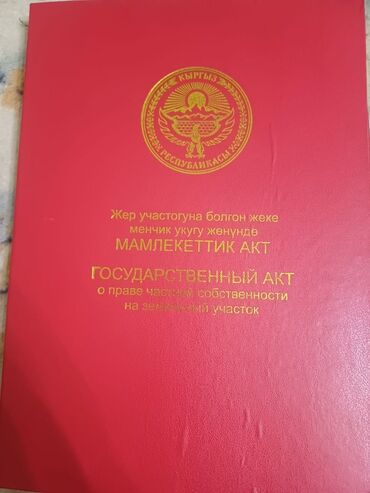 КЫРГЫЗ
РЕСПУБЛИКАСЫ
Жер участогуна болгон жеке
менчик укугу жөнүндө
МАМЛЕКЕТТИК АКТ
ГОСУДАРСТВЕННЫЙ АКТ
о праве частной собственности
на земельный участок